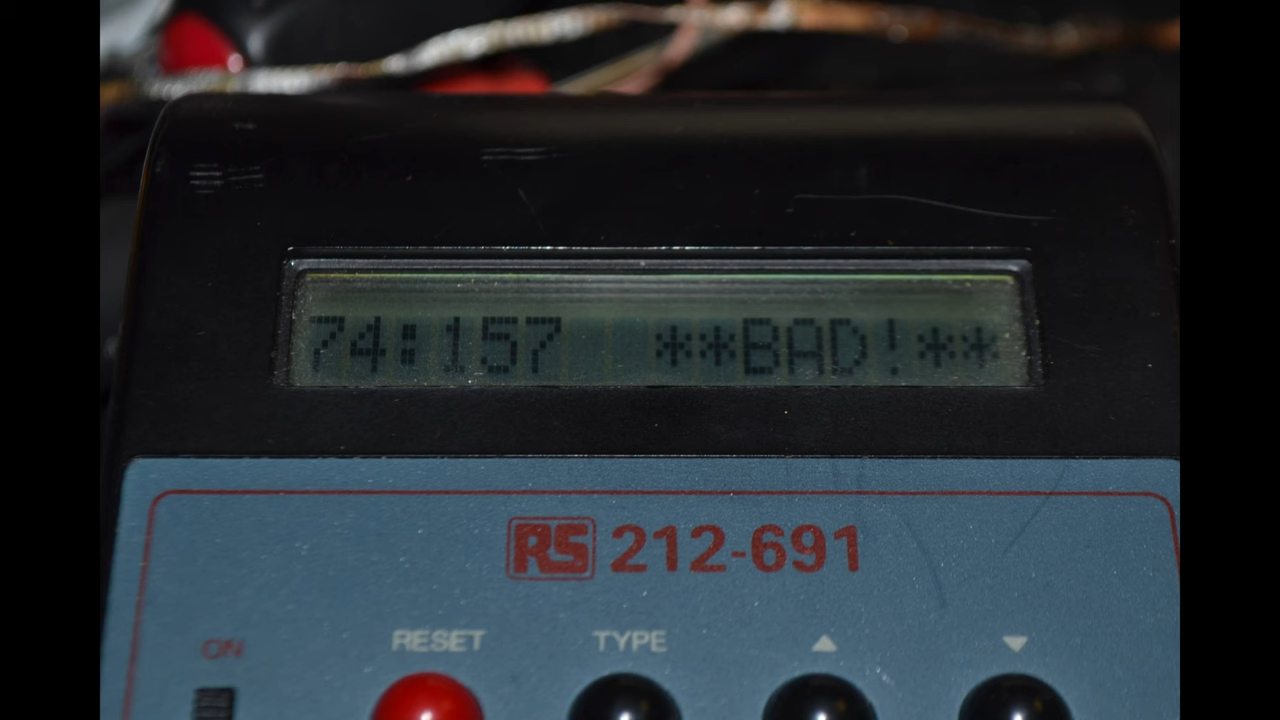 74:157 **BAD!**
RS 212-691
ON RESET TYPE ▲ ▼